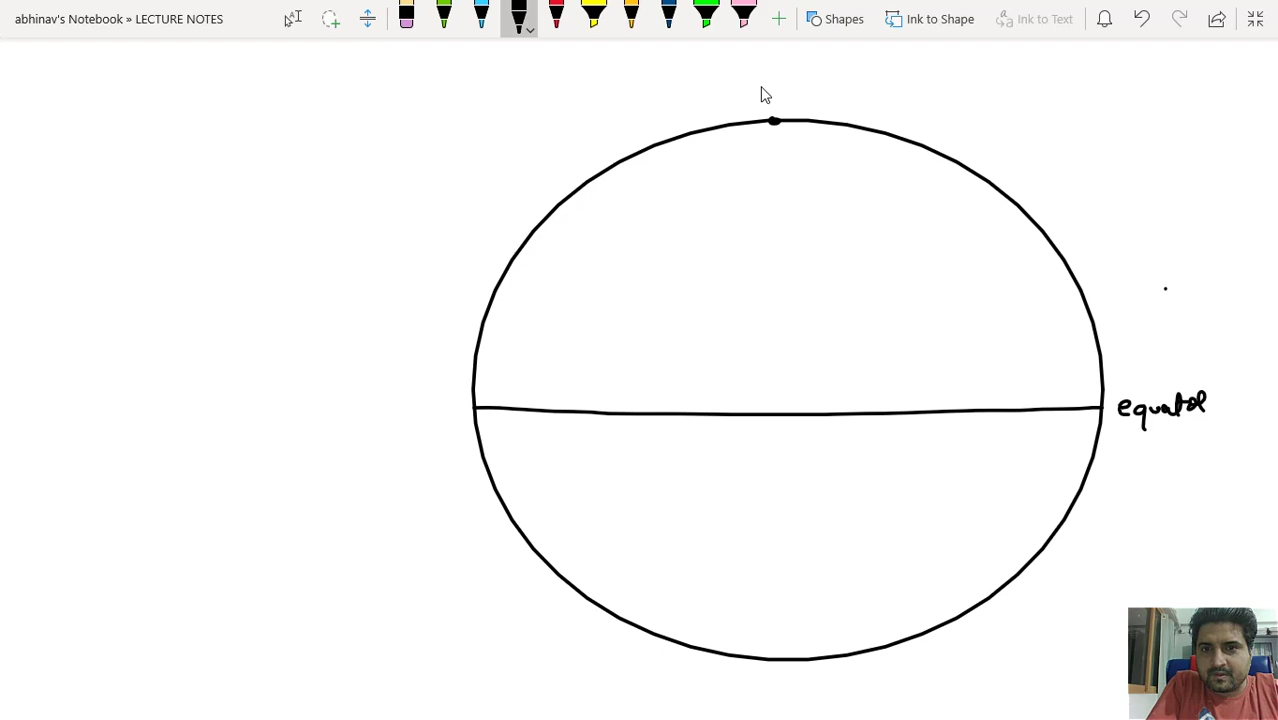 abhinav's Notebook » LECTURE NOTES
Shapes
Ink to Shape
Ink to Text
equator